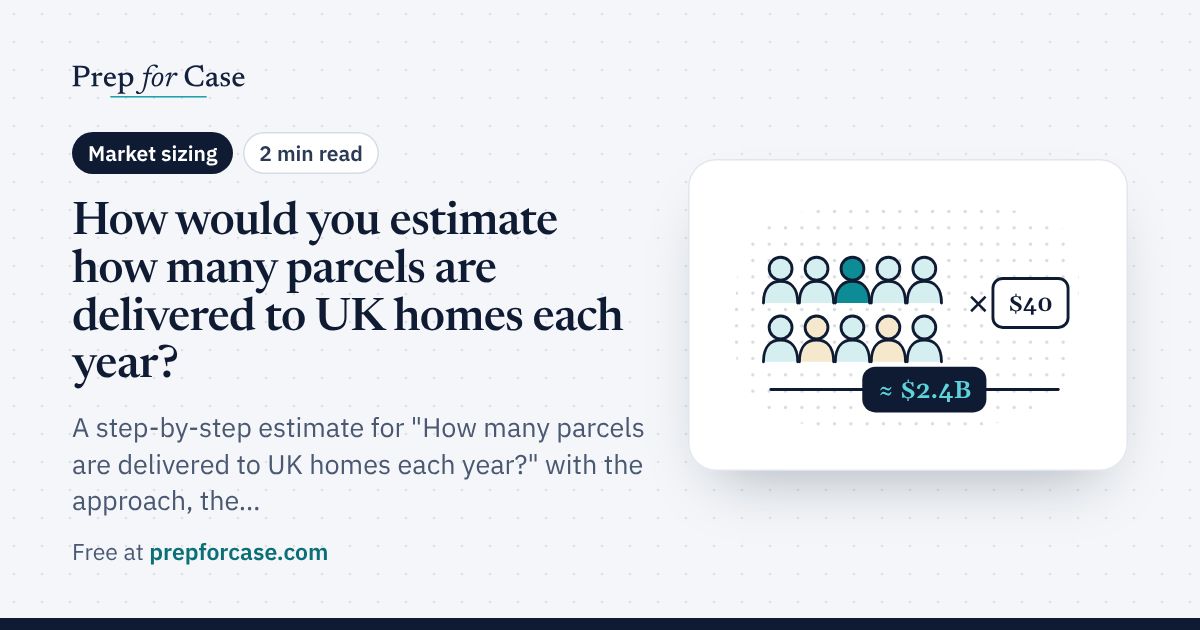 Prep for Case
Market sizing
2 min read
How would you estimate
how many parcels are
delivered to UK homes each
year?
A step-by-step estimate for "How many parcels
are delivered to UK homes each year?" with the
approach, the...
Free at prepforcase.com
× $40
≈ $2.4B